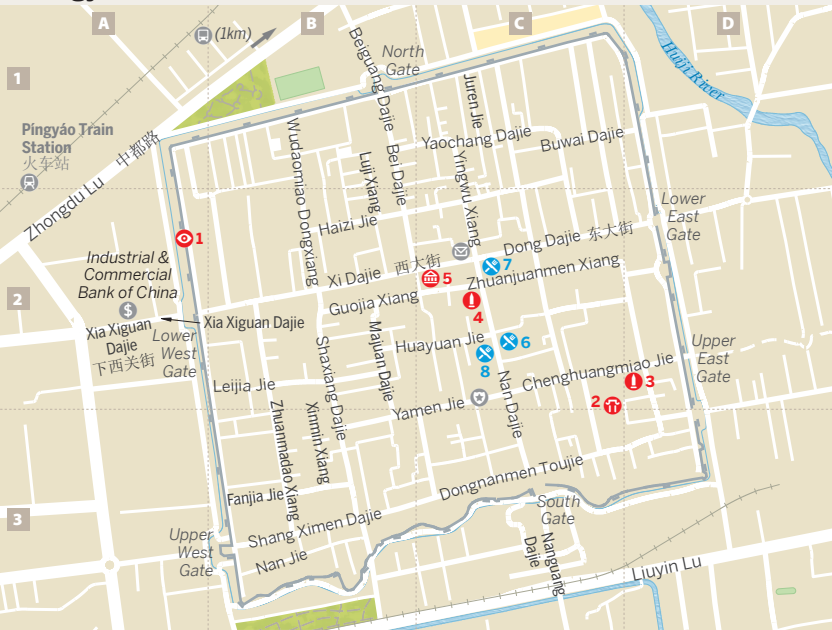 A
B
C
D
1
2
3
(1km)
North
Gate
Huiji River
Píngyáo Train
Station
火车站
中都路
Zhongdu Lu
Beiguang Dajie
Juren Jie
Yaochang Dajie
Buwai Dajie
Wudaomiao Dongxiang
Luji Xiang
Bei Dajie
Yingwu Xiang
Haizi Jie
Lower
East
Gate
1
Industrial &
Commercial
Bank of China
$
Dong Dajie 东大街
Xi Dajie 西大街
5
7
Zhuanjuanmen Xiang
Guojia Xiang
4
Xia Xiguan
Dajie
下西关街
Xia Xiguan Dajie
Lower
West
Gate
Shaxiang Dajie
Majuan Dajie
Huayuan Jie
6
8
Upper
East
Gate
Leijia Jie
Chenghuangmiao Jie
3
2
Yamen Jie
Nan Dajie
Zhuanmadao Xiang
Xinmin Xiang
Dongnanmen Toujie
Fanjia Jie
South
Gate
Shang Ximen Dajie
Upper
West
Gate
Nan Jie
Nanguang
Dajie
Liuyin Lu